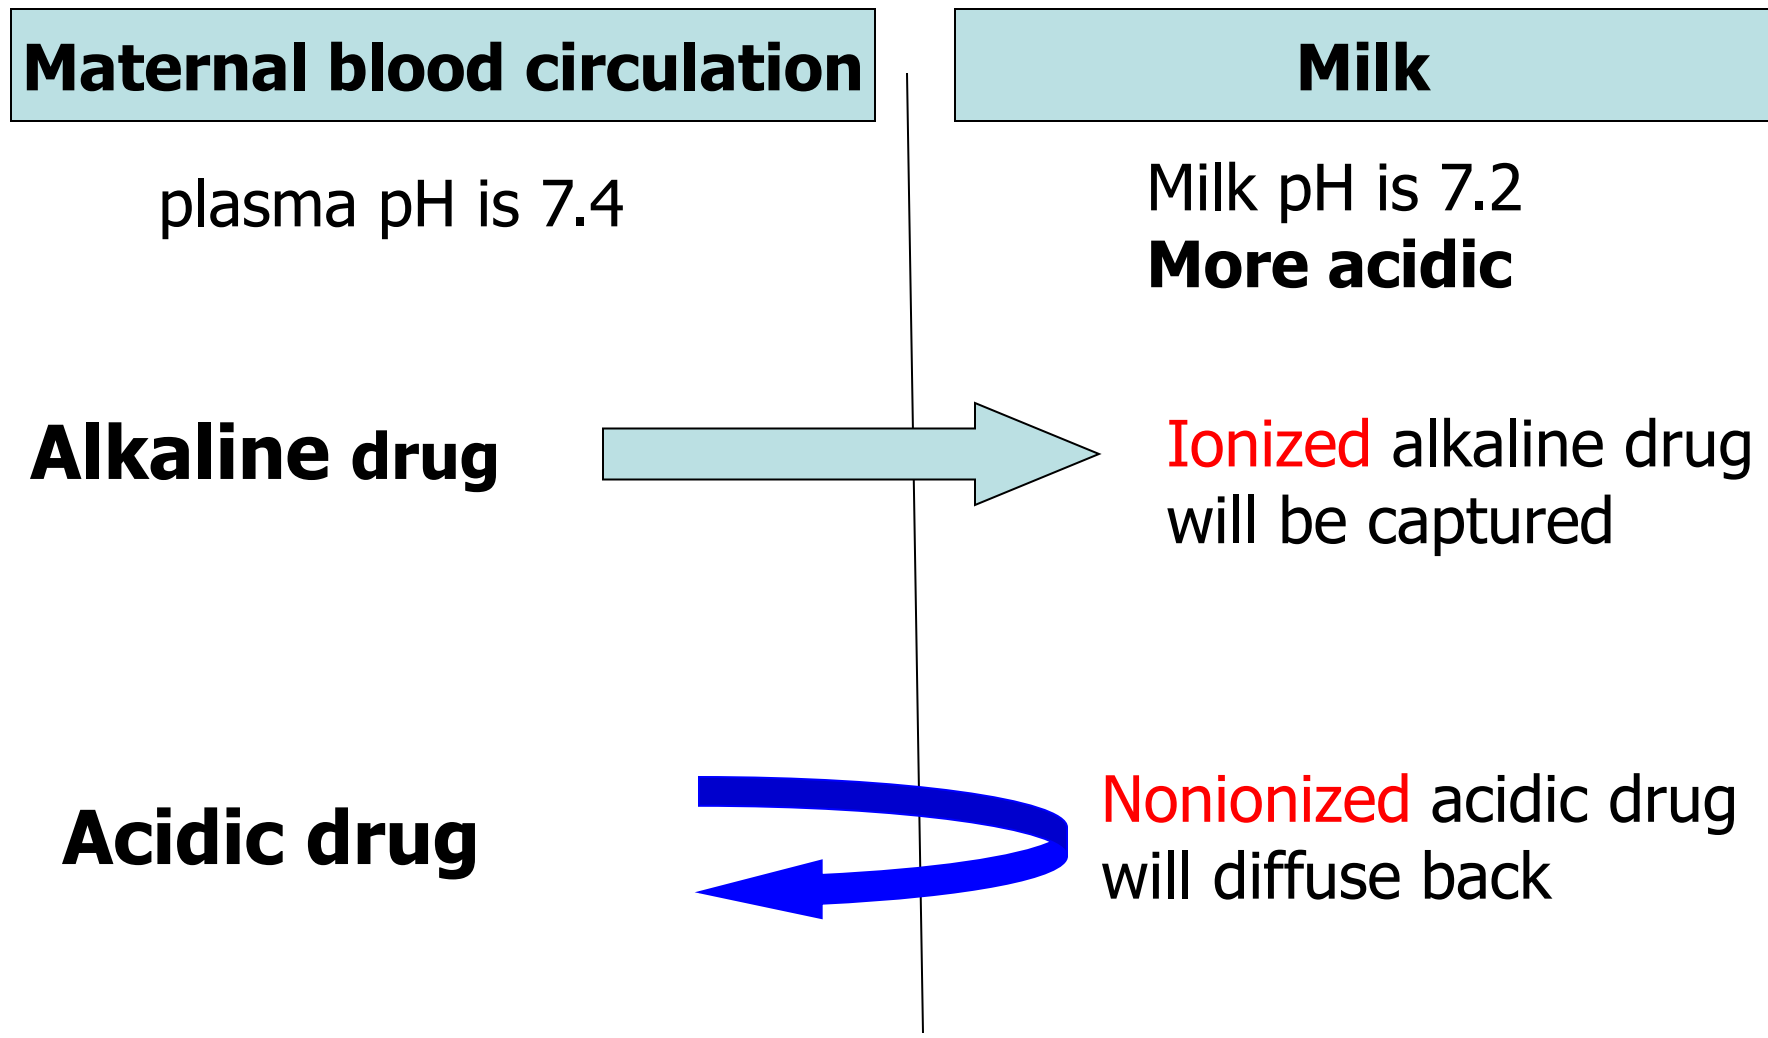 Maternal blood circulation
Milk
plasma pH is 7.4
Milk pH is 7.2
More acidic
Alkaline drug
Ionized alkaline drug
will be captured
Acidic drug
Nonionized acidic drug
will diffuse back